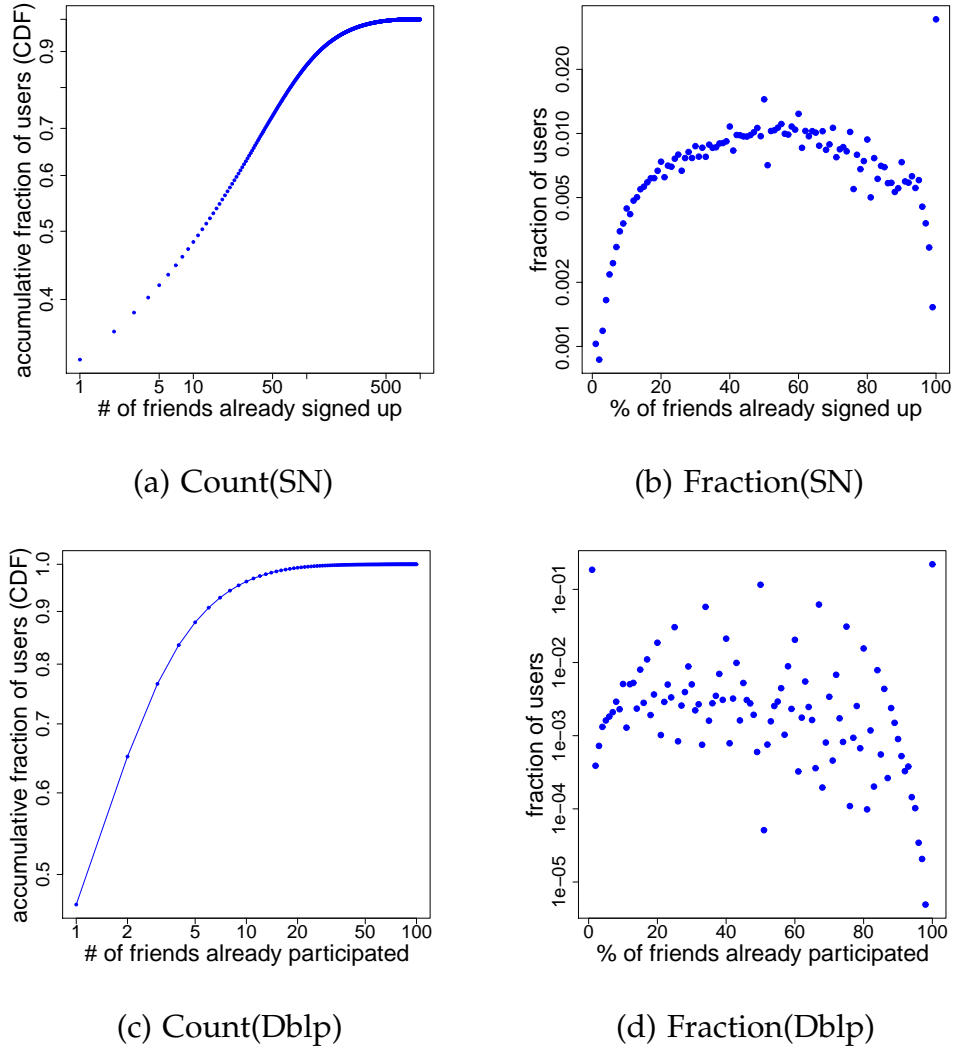 accumulative fraction of users (CDF)
0.4 0.5 0.6 0.7 0.9
1 5 10 50 500
# of friends already signed up
(a) Count(SN)
fraction of users
0.001 0.002 0.005 0.010 0.020
0 20 40 60 80 100
% of friends already signed up
(b) Fraction(SN)
accumulative fraction of users (CDF)
0.5 0.6 0.7 0.8 0.9 1.0
1 2 5 10 20 50 100
# of friends already participated
(c) Count(Dblp)
fraction of users
1e-05 1e-04 1e-03 1e-02 1e-01
0 20 40 60 80 100
% of friends already participated
(d) Fraction(Dblp)